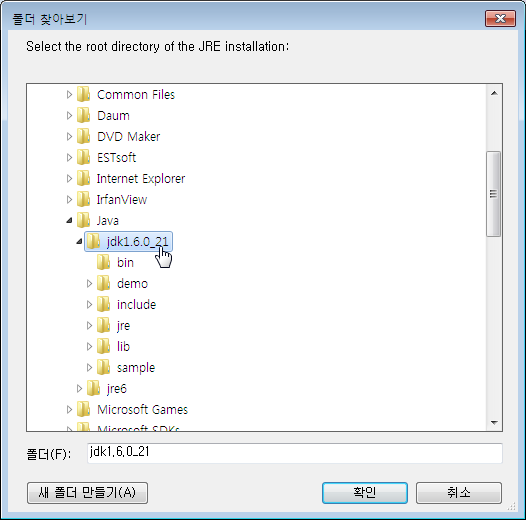 폴더 찾아보기
Select the root directory of the JRE installation:
Common Files
Daum
DVD Maker
ESTsoft
Internet Explorer
IrfanView
Java
jdk1.6.0_21
bin
demo
include
jre
lib
sample
jre6
Microsoft Games
Microsoft SDKs
폴더(F):
jdk1.6.0_21
새 폴더 만들기(A)
확인
취소